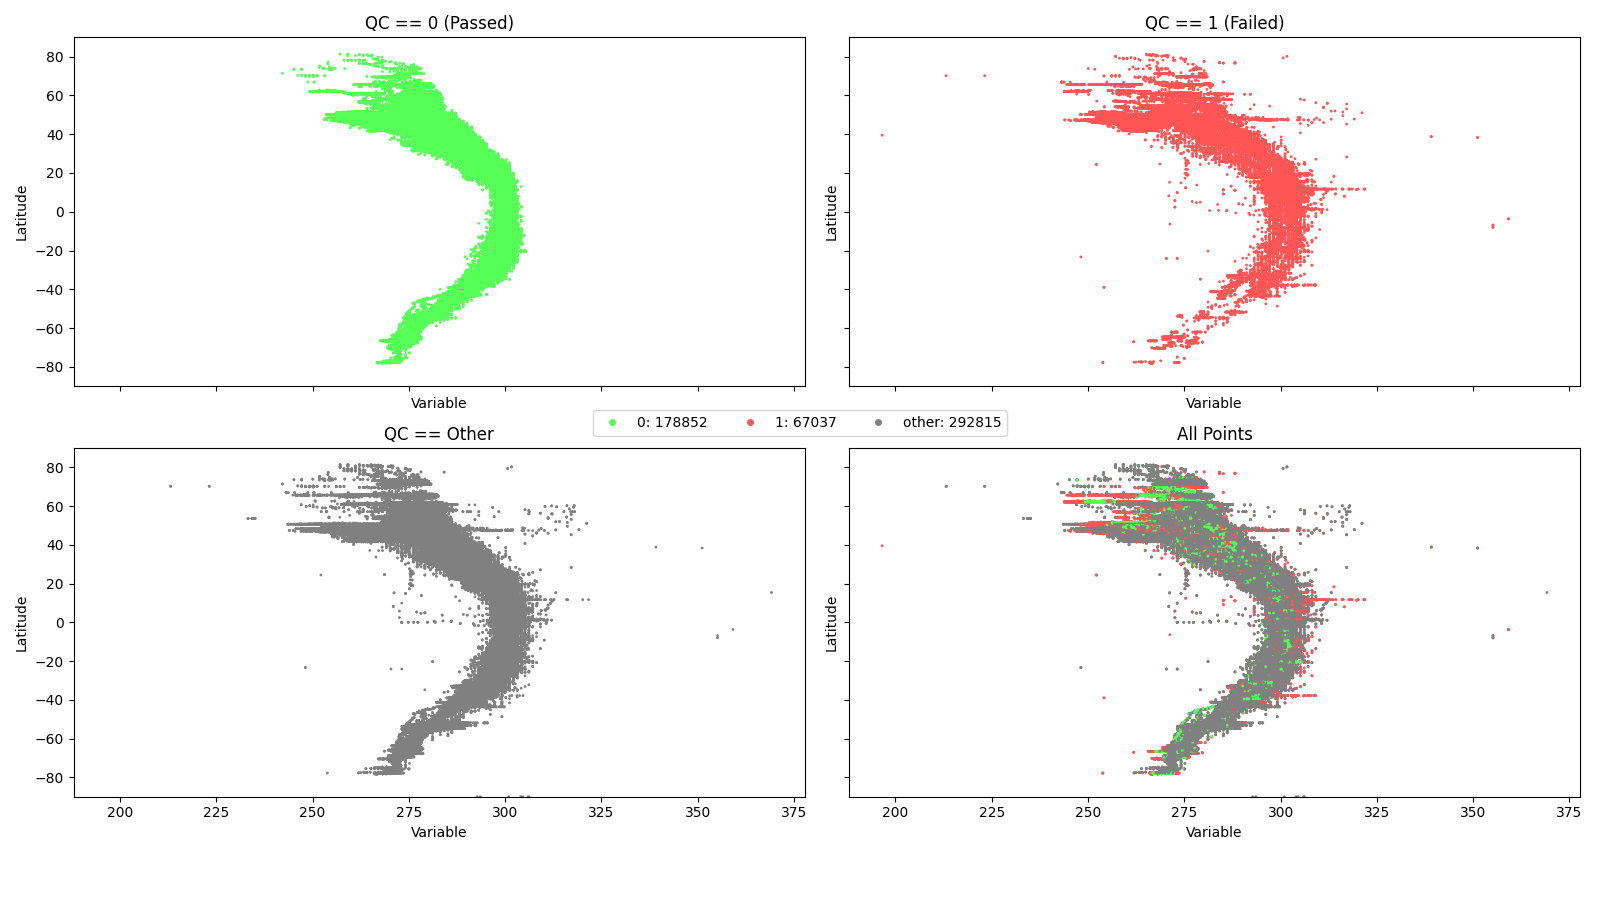 QC == 0 (Passed)
80
60
40
20
0
−20
−40
−60
−80
Latitude
Variable
QC == 1 (Failed)
Latitude
Variable
0: 178852
1: 67037
other: 292815
QC == Other
80
60
40
20
0
−20
−40
−60
−80
Latitude
200
225
250
275
300
325
350
375
Variable
All Points
Latitude
200
225
250
275
300
325
350
375
Variable